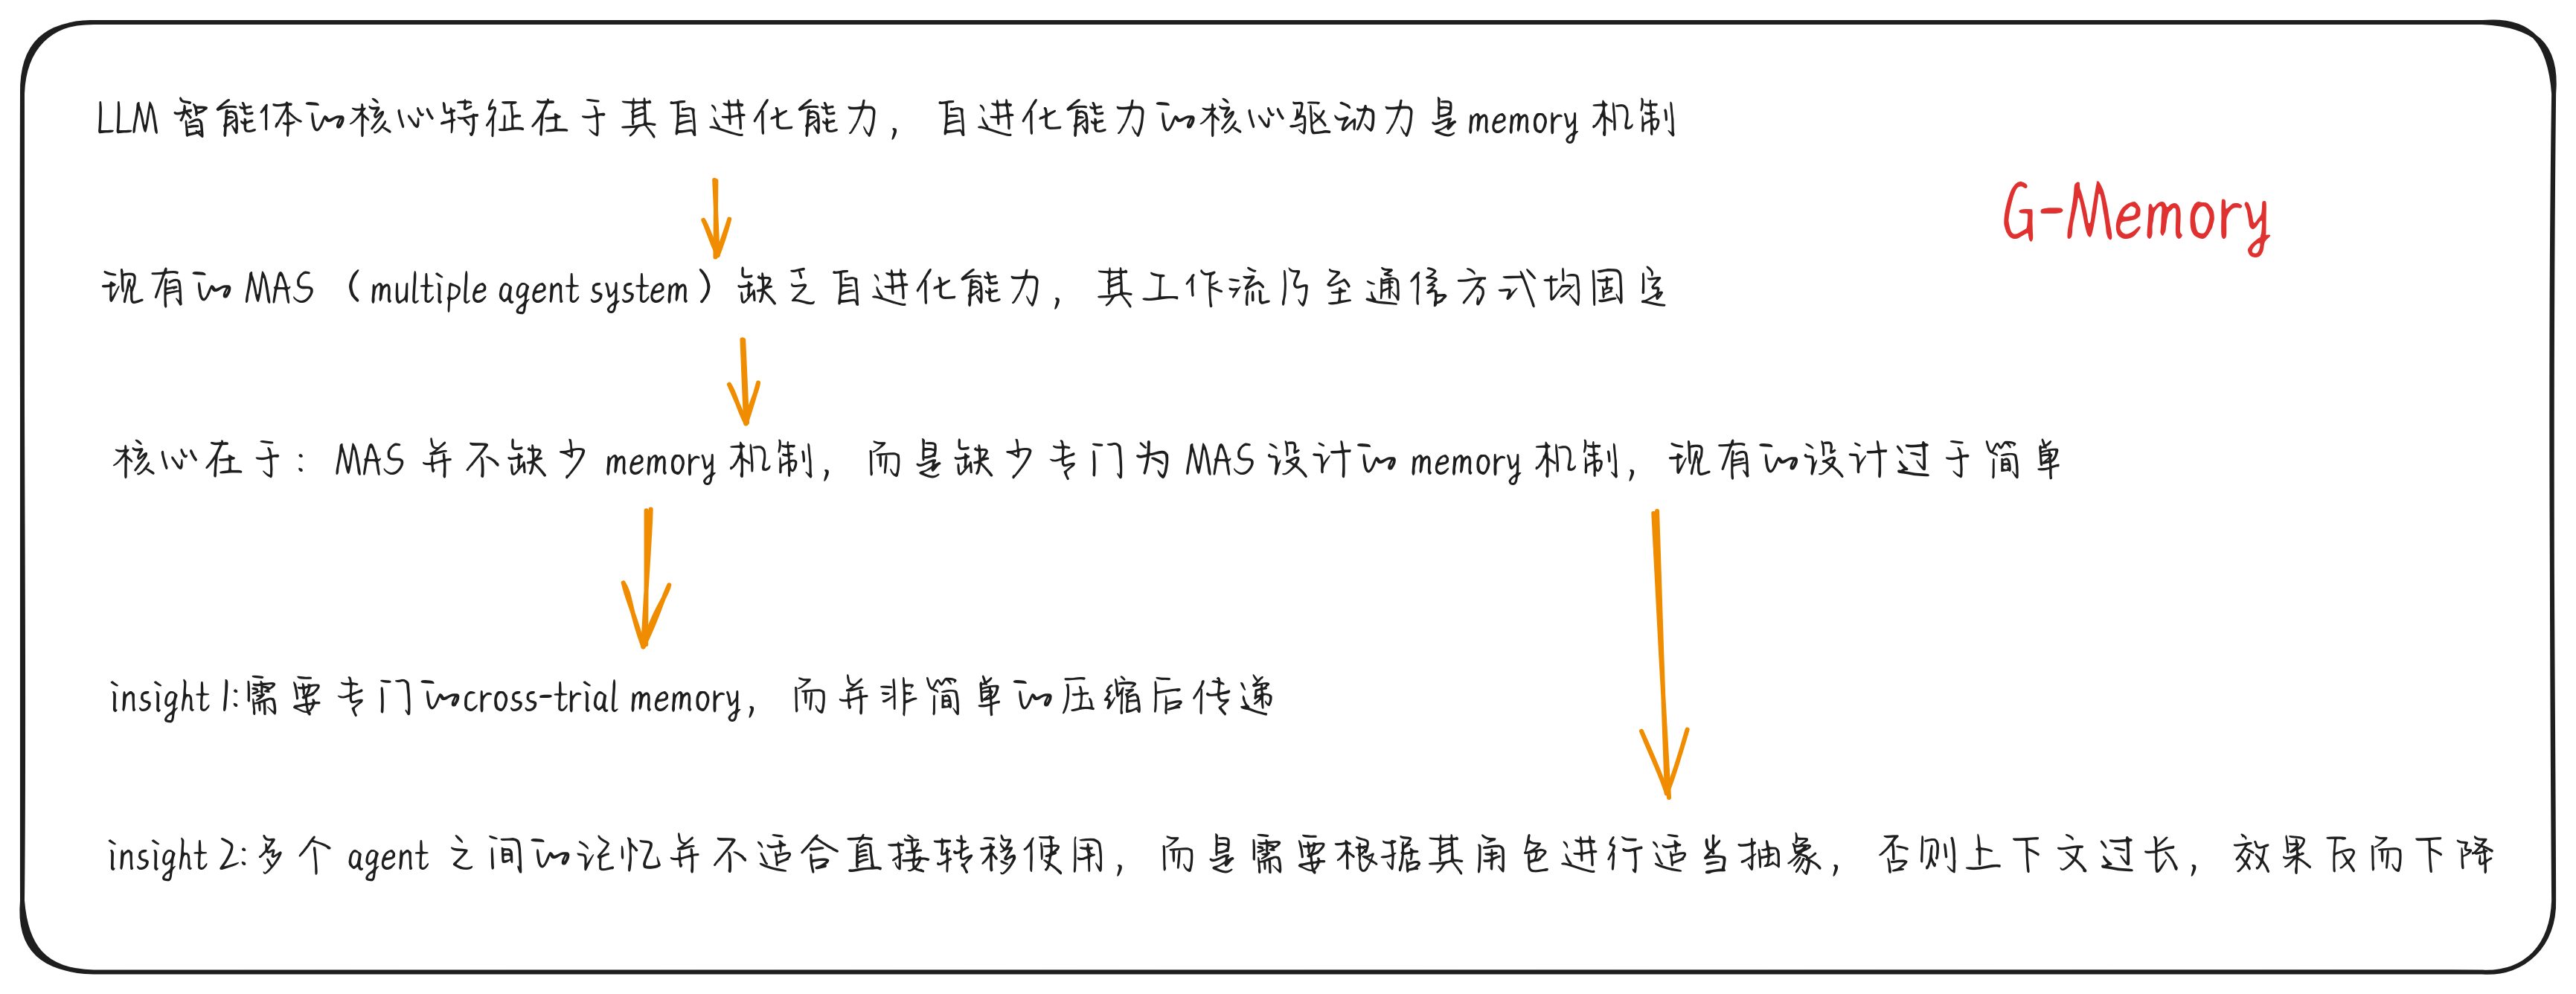 LLM 智能体的核心特征在于其自进化能力，自进化能力的核心驱动力是memory 机制
G-Memory
现有的 MAS （multiple agent system）缺乏自进化能力，其工作流乃至通信方式均固定
核心在于：MAS 并不缺少 memory 机制，而是缺少专门为 MAS 设计的 memory 机制，现有的设计过于简单
insight 1:需要专门的cross-trial memory，而并非简单的压缩后传递
insight 2:多个 agent 之间的记忆并不适合直接转移使用，而是需要根据其角色进行适当抽象，否则上下文过长，效果反而下降